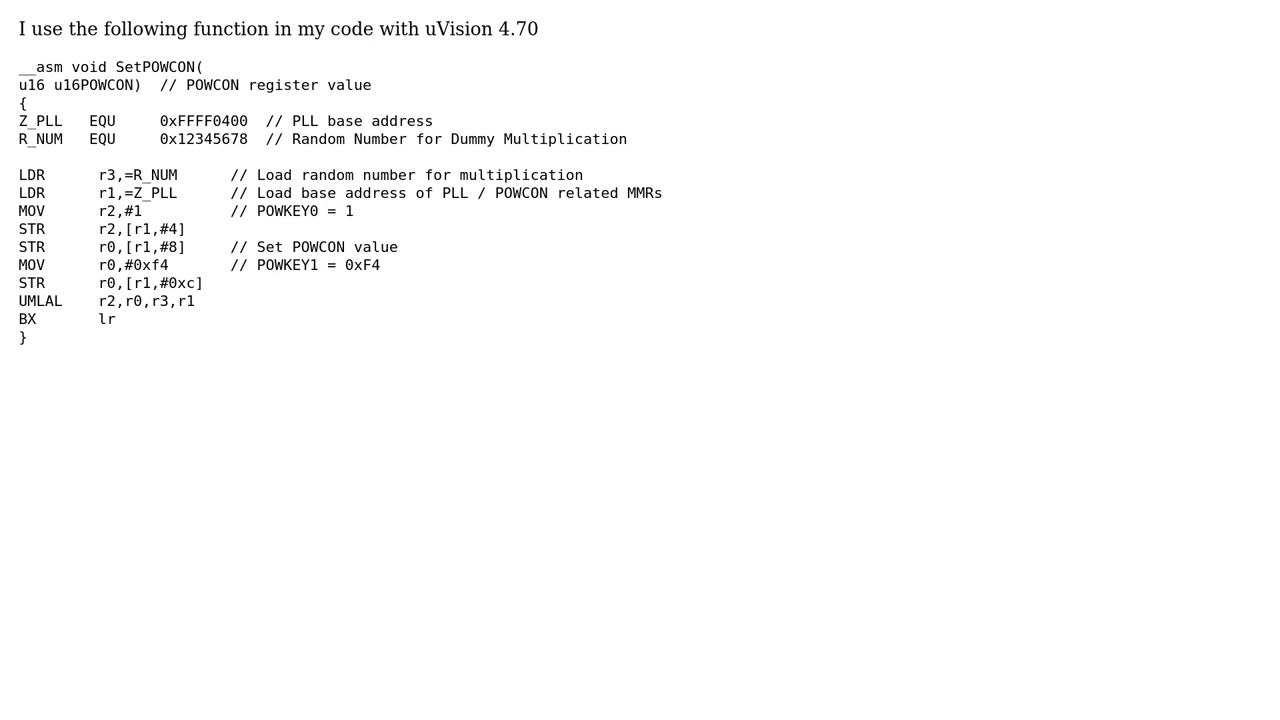 I use the following function in my code with uVision 4.70
__asm void SetPOWCON(
u16 u16POWCON)  // POWCON register value
{
Z_PLL   EQU     0xFFFF0400  // PLL base address
R_NUM   EQU     0x12345678  // Random Number for Dummy Multiplication
LDR      r3,=R_NUM      // Load random number for multiplication
LDR      r1,=Z_PLL      // Load base address of PLL / POWCON related MMRs
MOV      r2,#1          // POWKEY0 = 1
STR      r2,[r1,#4]
STR      r0,[r1,#8]     // Set POWCON value
MOV      r0,#0xf4       // POWKEY1 = 0xF4
STR      r0,[r1,#0xc]
UMLAL    r2,r0,r3,r1
BX       lr
}